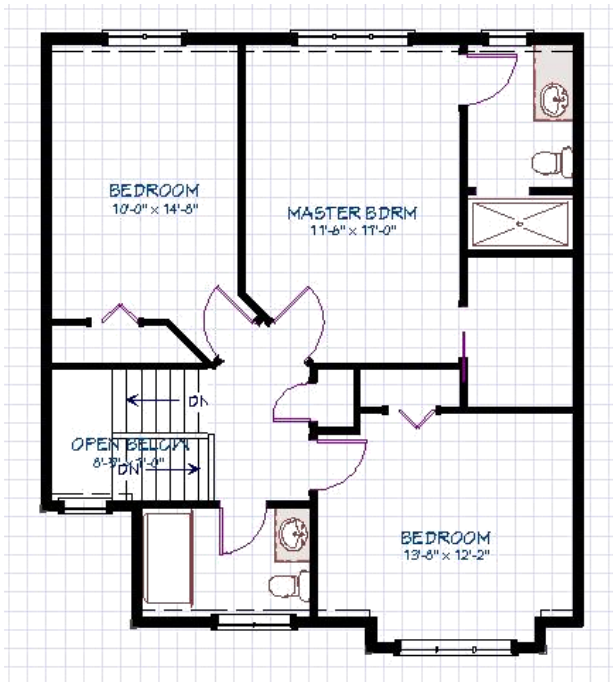 BEDROOM
10'-0" x 14'-8"
MASTER BDRM
11'-6" x 17'-0"
DN
OPEN BELOW
DN
BEDROOM
13'-8" x 12'-2"